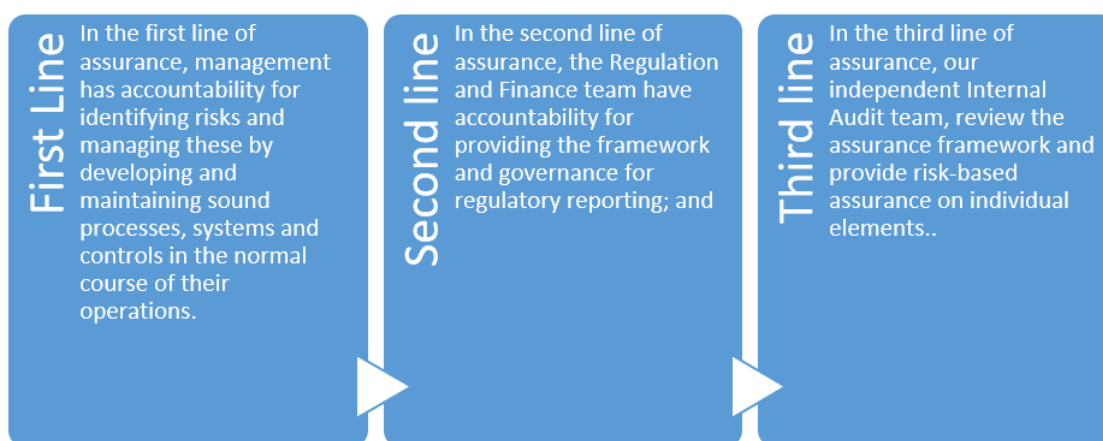 First Line
In the first line of
assurance, management
has accountability for
identifying risks and
managing these by
developing and
maintaining sound
processes, systems and
controls in the normal
course of their
operations.
Second line
In the second line of
assurance, the Regulation
and Finance team have
accountability for
providing the framework
and governance for
regulatory reporting; and
Third line
In the third line of
assurance, our
independent Internal
Audit team, review the
assurance framework and
provide risk-based
assurance on individual
elements..